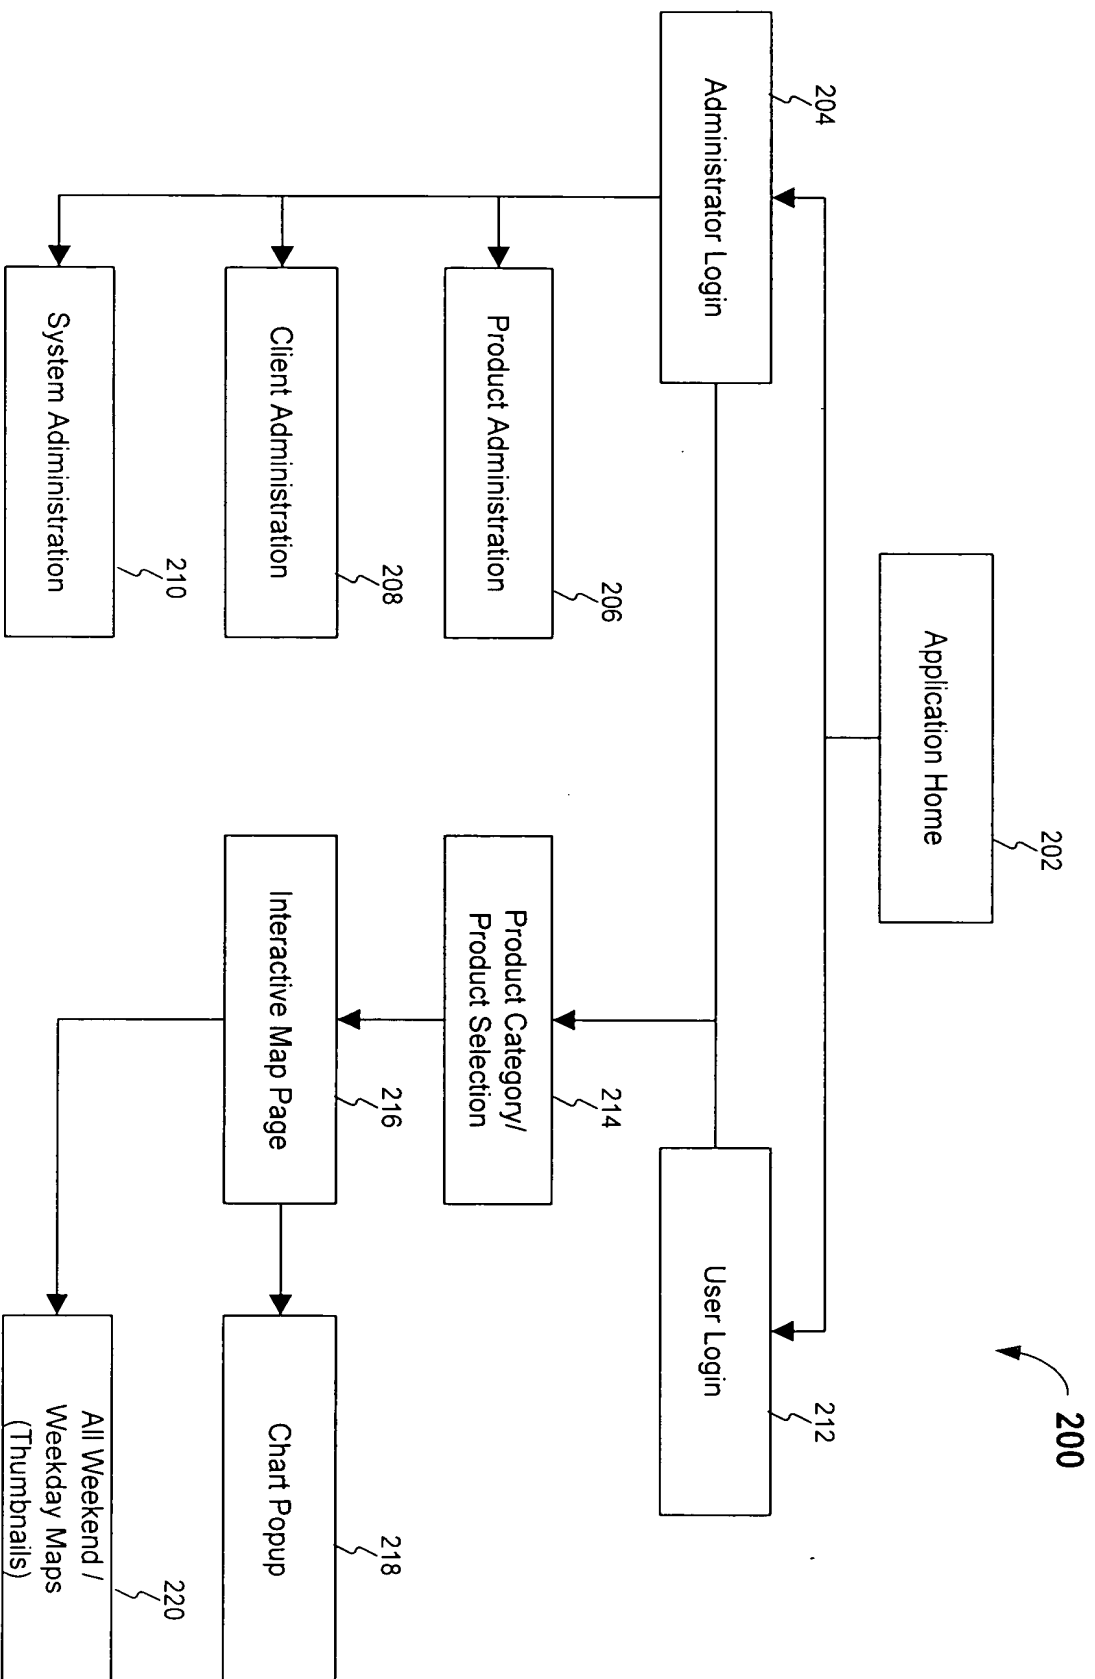 200
Application Home
202
204
Administrator Login
User Login
212
Product Administration
206
Product Category/
Product Selection
214
Client Administration
208
Interactive Map Page
216
Chart Popup
218
System Adiministration
210
All Weekend /
Weekday Maps
(Thumbnails)
220